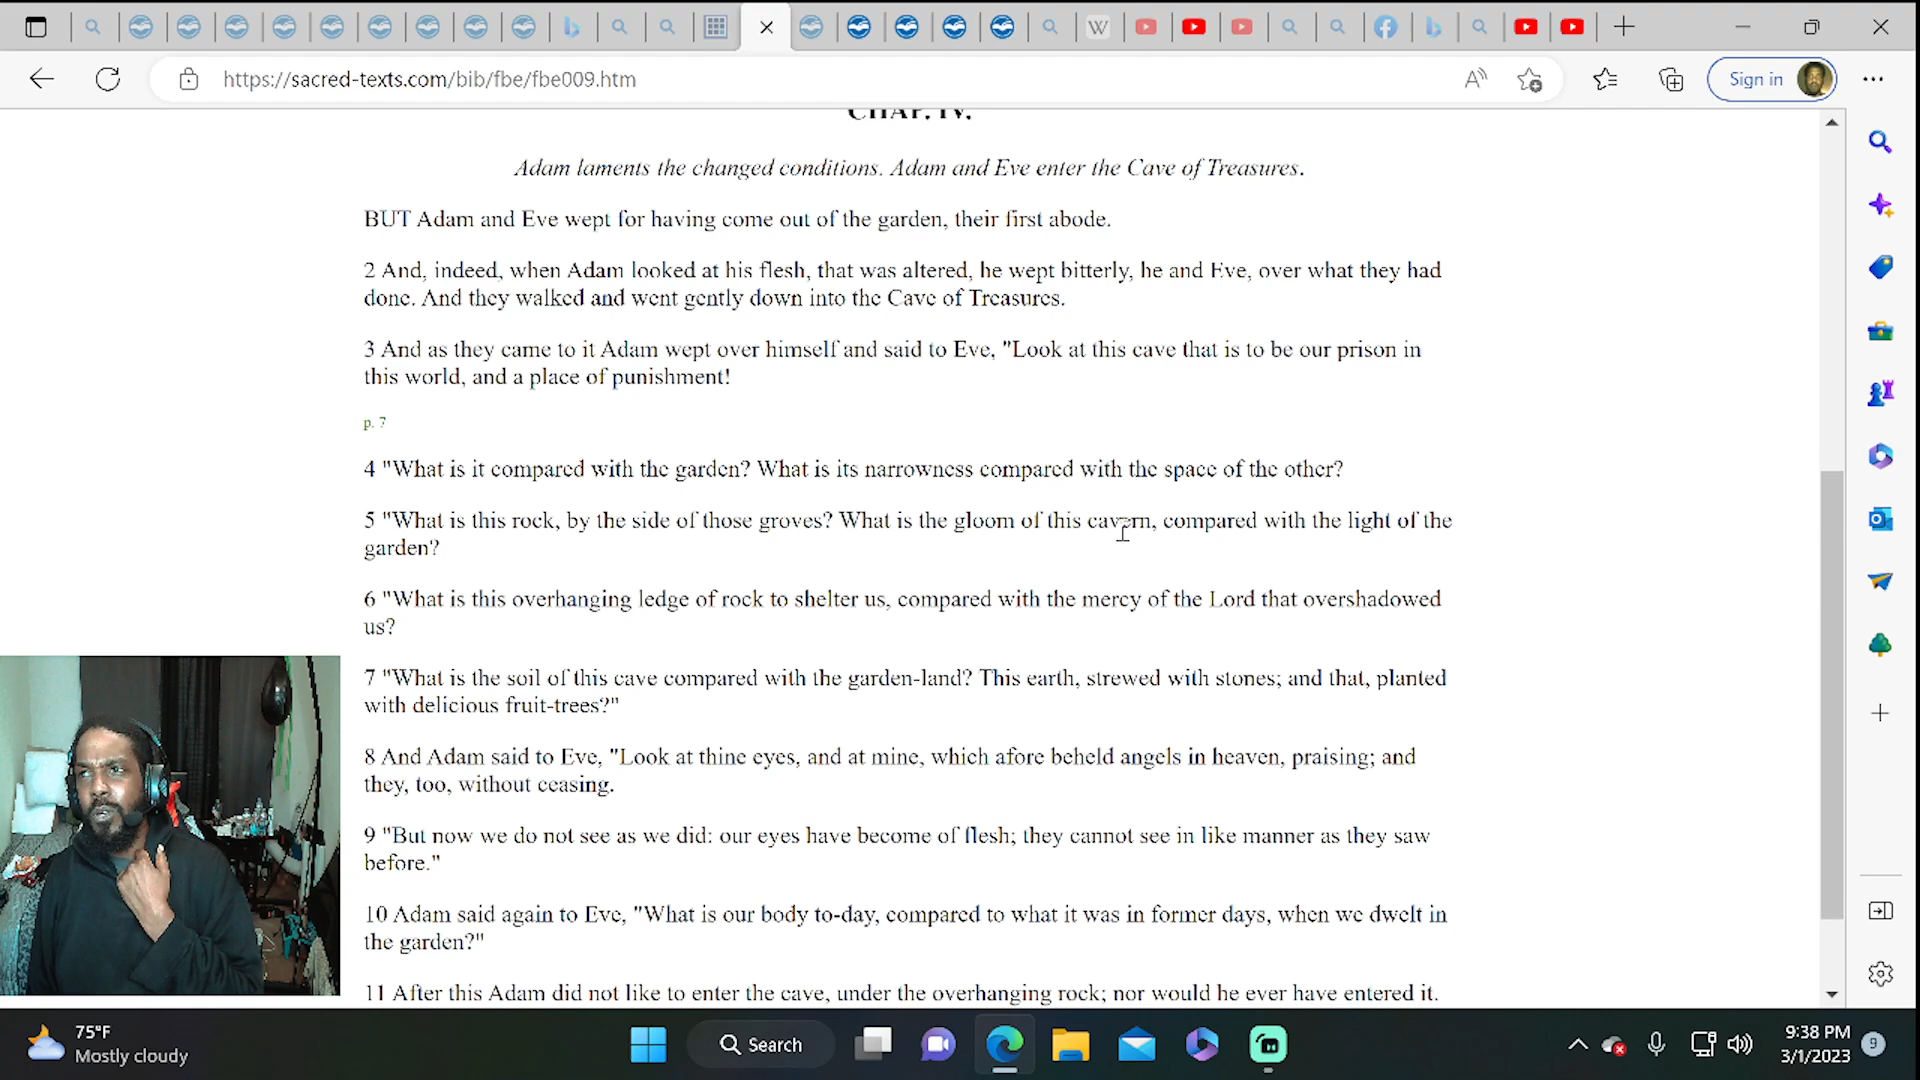 https://sacred-texts.com/bib/fbe/fbe009.htm
Sign in
CHAP. IV.
Adam laments the changed conditions. Adam and Eve enter the Cave of Treasures.
BUT Adam and Eve wept for having come out of the garden, their first abode.
2 And, indeed, when Adam looked at his flesh, that was altered, he wept bitterly, he and Eve, over what they had
done. And they walked and went gently down into the Cave of Treasures.
3 And as they came to it Adam wept over himself and said to Eve, "Look at this cave that is to be our prison in
this world, and a place of punishment!
p. 7
4 "What is it compared with the garden? What is its narrowness compared with the space of the other?
5 "What is this rock, by the side of those groves? What is the gloom of this cavern, compared with the light of the
garden?
6 "What is this overhanging ledge of rock to shelter us, compared with the mercy of the Lord that overshadowed
us?
7 "What is the soil of this cave compared with the garden-land? This earth, strewed with stones; and that, planted
with delicious fruit-trees?"
8 And Adam said to Eve, "Look at thine eyes, and at mine, which afore beheld angels in heaven, praising; and
they, too, without ceasing.
9 "But now we do not see as we did: our eyes have become of flesh; they cannot see in like manner as they saw
before."
10 Adam said again to Eve, "What is our body to-day, compared to what it was in former days, when we dwelt in
the garden?"
11 After this Adam did not like to enter the cave, under the overhanging rock; nor would he ever have entered it.
75°F
Mostly cloudy
Search
9:38 PM
3/1/2023
9